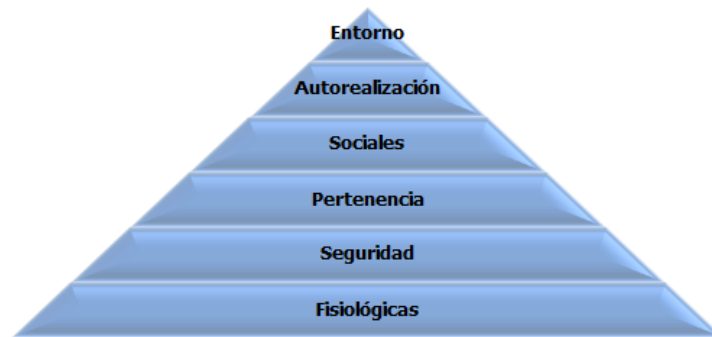 Entorno
Autorealización
Sociales
Pertenencia
Seguridad
Fisiológicas